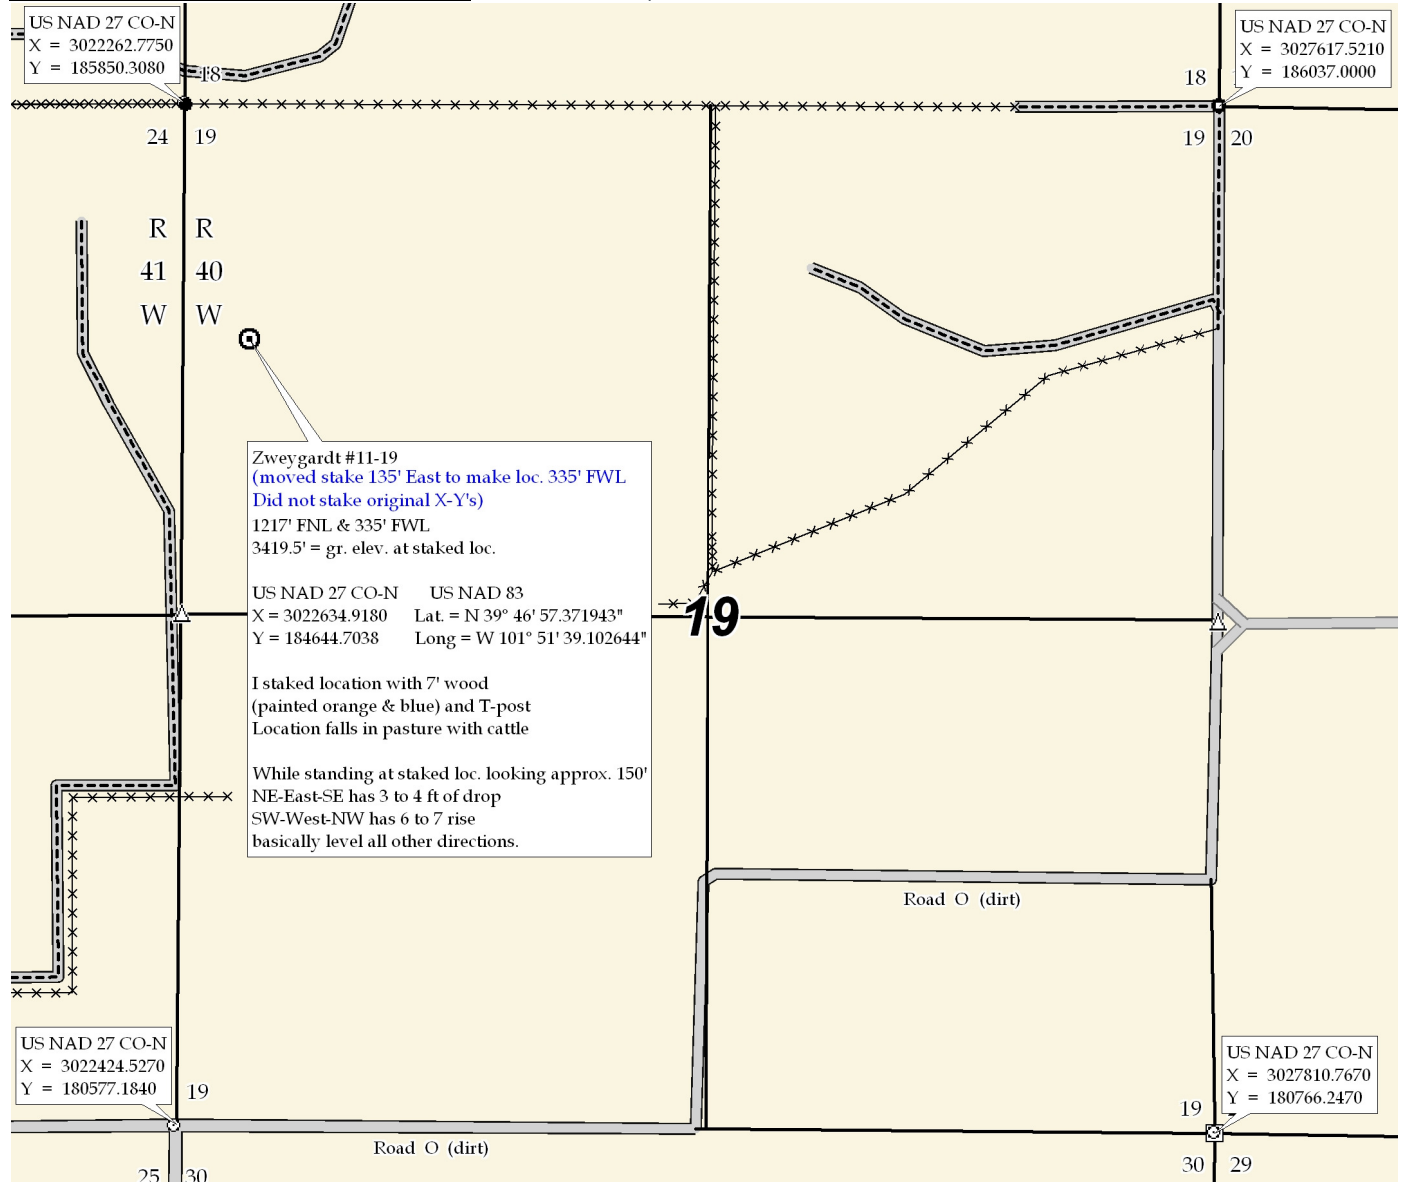 US NAD 27 CO-N
X = 3022262.7750
Y = 185850.3080
18
24 19
US NAD 27 CO-N
X = 3027617.5210
Y = 186037.0000
18
19 20
R R
41 40
W W
Zweygardt #11-19
(moved stake 135' East to make loc. 335' FWL
Did not stake original X-Y's)
1217' FNL & 335' FWL
3419.5' = gr. elev. at staked loc.
US NAD 27 CO-N US NAD 83
X = 3022634.9180 Lat. = N 39° 46' 57.371943"
Y = 184644.7038 Long = W 101° 51' 39.102644"
I staked location with 7' wood
(painted orange & blue) and T-post
Location falls in pasture with cattle
While standing at staked loc. looking approx. 150'
NE-East-SE has 3 to 4 ft of drop
SW-West-NW has 6 to 7 rise
basically level all other directions.
19
Road O (dirt)
US NAD 27 CO-N
X = 3022424.5270
Y = 180577.1840
19
Road O (dirt)
25 30
US NAD 27 CO-N
X = 3027810.7670
Y = 180766.2470
19
30 29